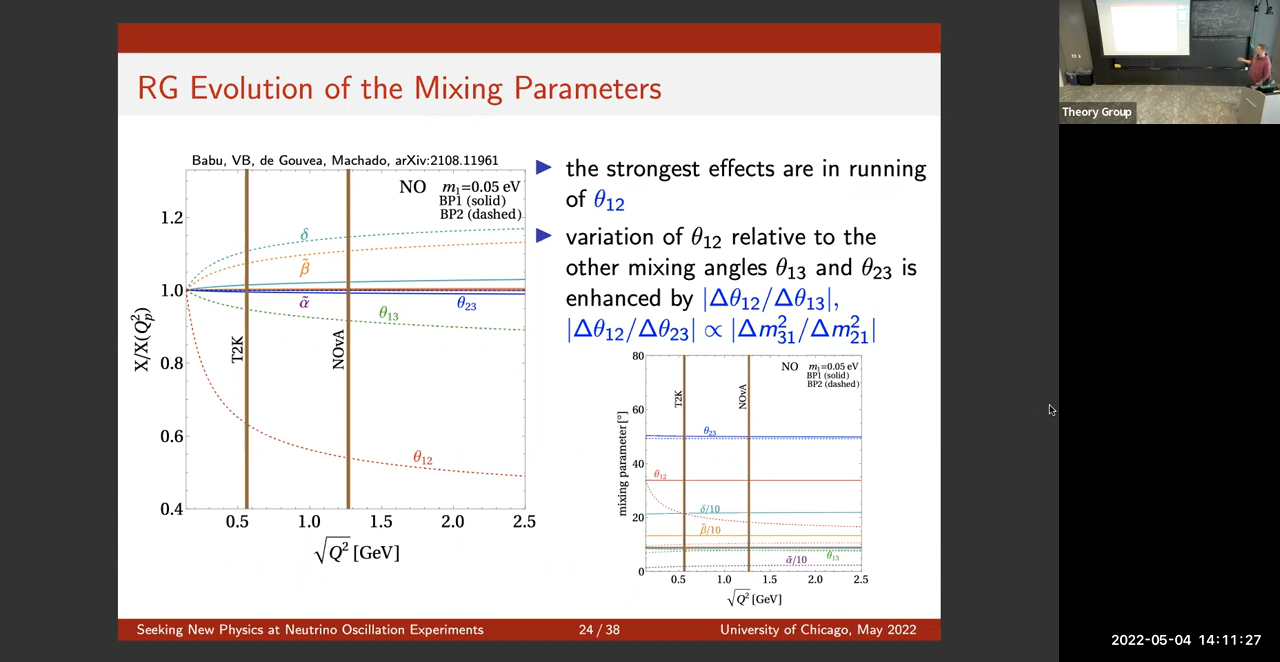 RG Evolution of the Mixing Parameters
Babu, VB, de Gouvea, Machado, arXiv:2108.11961
NO m₁=0.05 eV
BP1 (solid)
BP2 (dashed)
δ
β̃
α̃
θ₂₃
θ₁₃
θ₁₂
T2K
NOνA
1.2
1.0
0.8
0.6
0.4
X/X(Q²ₚ)
0.5 1.0 1.5 2.0 2.5
√Q² [GeV]
▶ the strongest effects are in running
of θ₁₂
▶ variation of θ₁₂ relative to the
other mixing angles θ₁₃ and θ₂₃ is
enhanced by |Δθ₁₂/Δθ₁₃|,
|Δθ₁₂/Δθ₂₃| ∝ |Δm²₃₁/Δm²₂₁|
NO m₁=0.05 eV
BP1 (solid)
BP2 (dashed)
T2K
NOνA
θ₂₃
θ₁₂
δ/10
β̃/10
α̃/10
θ₁₃
80
60
40
20
0
mixing parameter [°]
0.5 1.0 1.5 2.0 2.5
√Q² [GeV]
Seeking New Physics at Neutrino Oscillation Experiments 24 / 38 University of Chicago, May 2022
Theory Group
2022-05-04 14:11:27